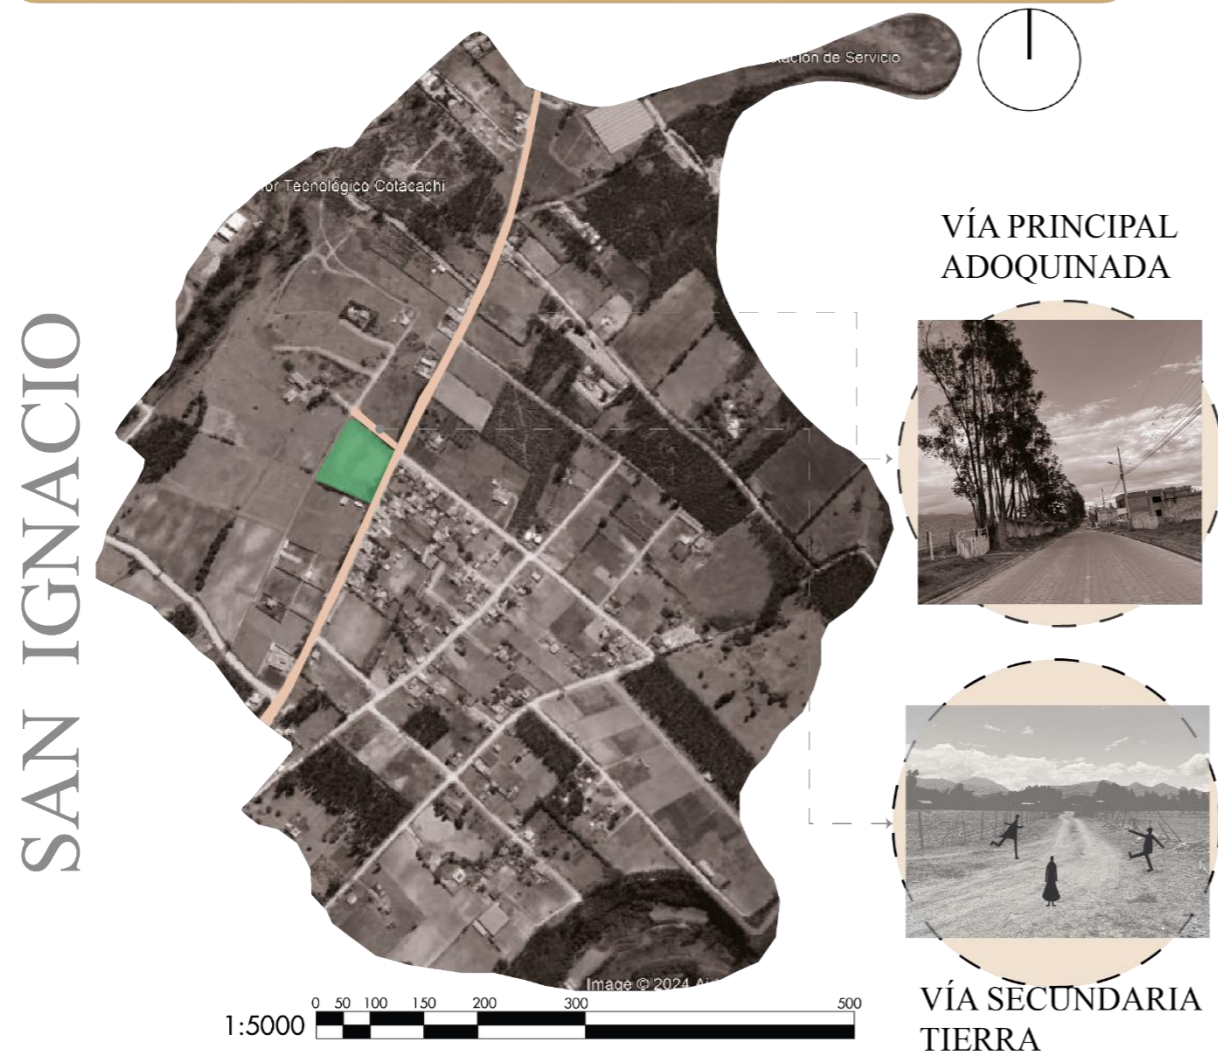 SAN IGNACIO
Tecnológico Cotacachi
de Servicio
VÍA PRINCIPAL
ADOQUINADA
VÍA SECUNDARIA
TIERRA
Image © 2024
1:5000
0 50 100 150 200 300 500